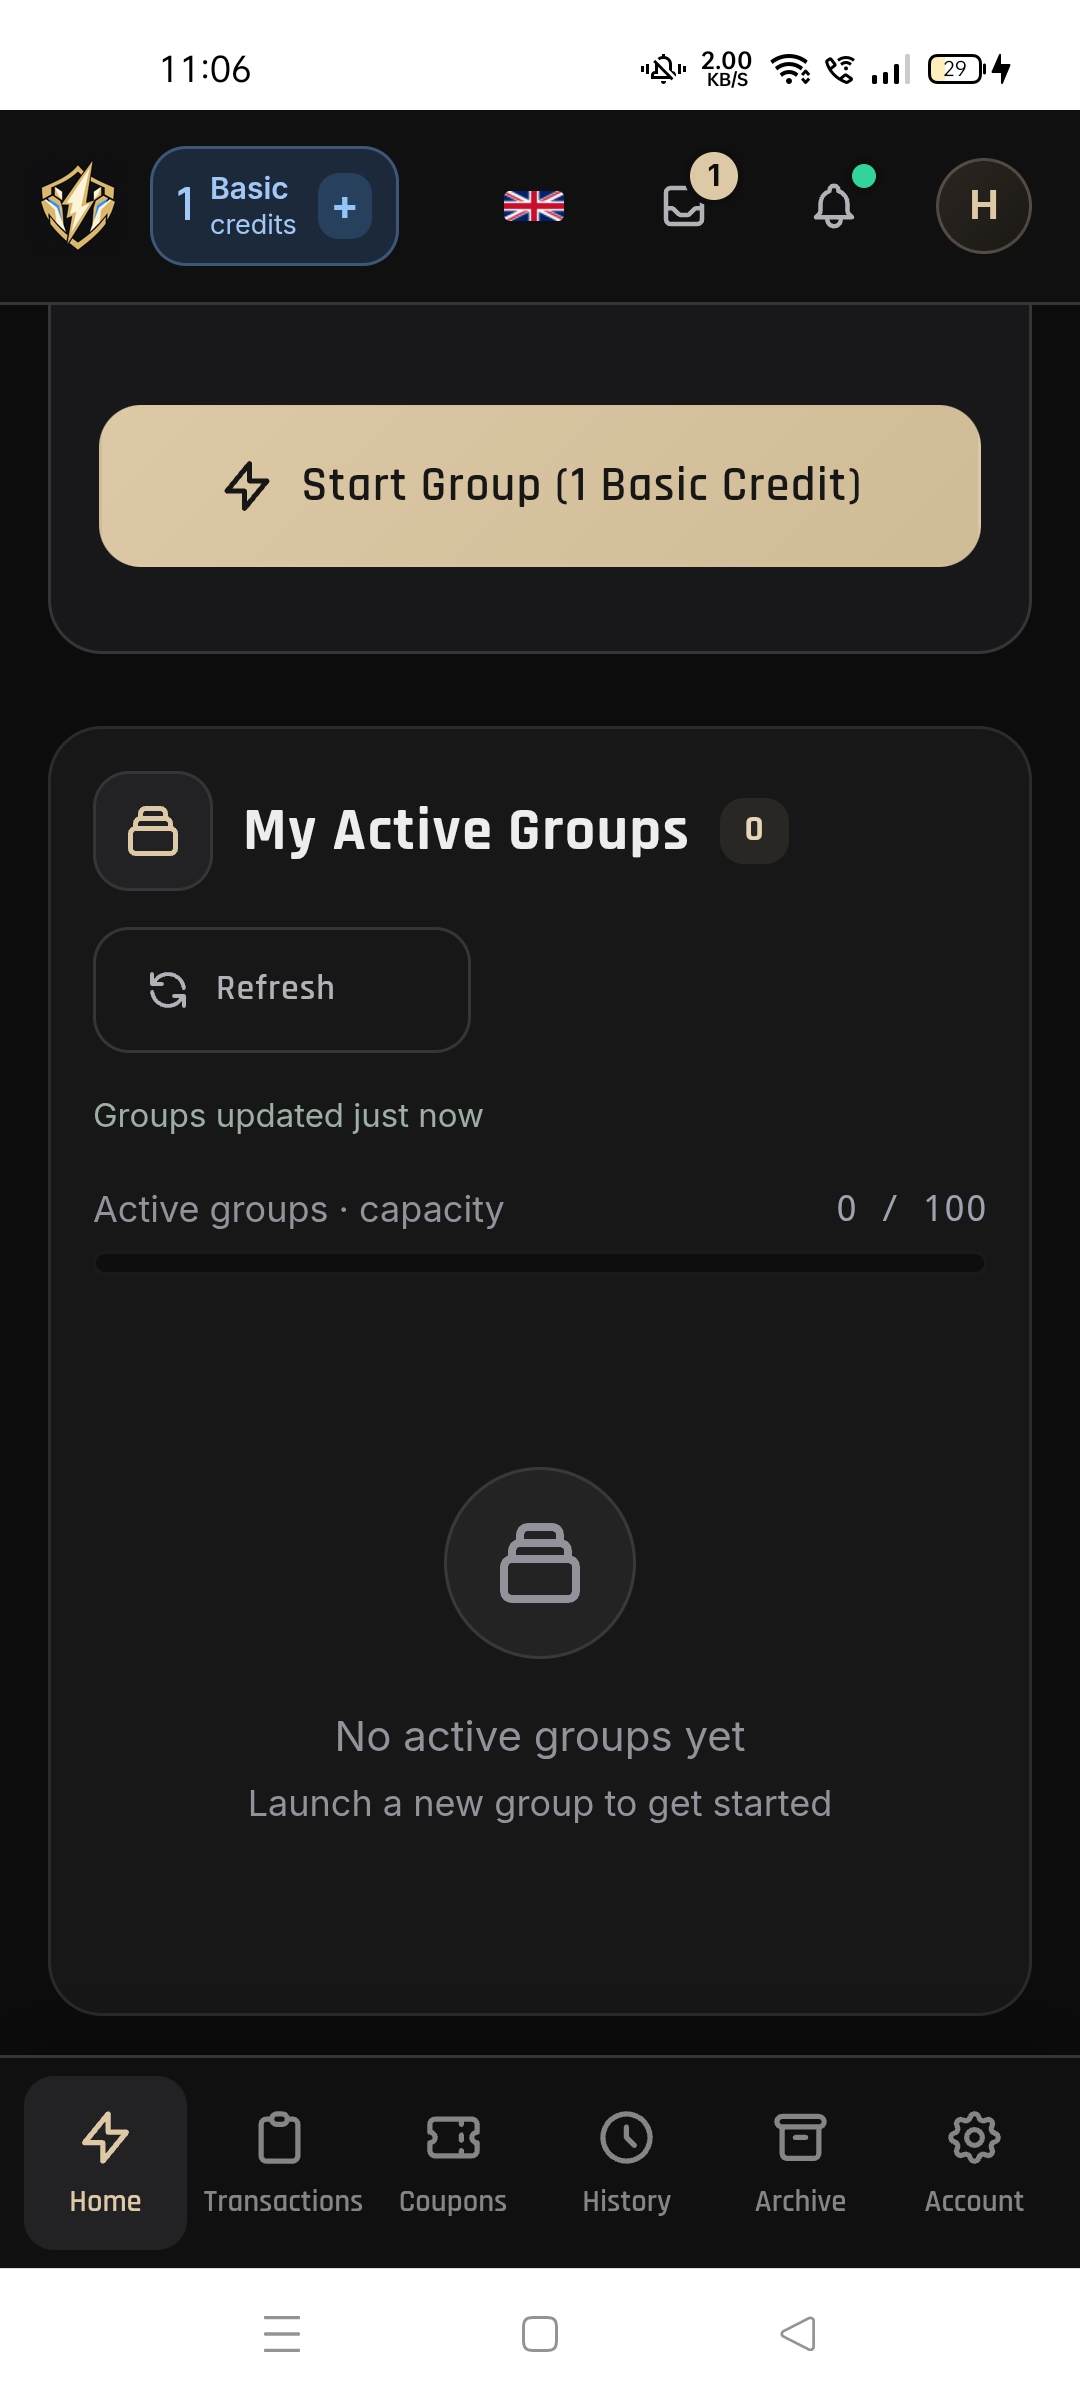 11:06
2.00
KB/S
29
1 Basic
credits
+
1
H
Start Group (1 Basic Credit)
My Active Groups 0
Refresh
Groups updated just now
Active groups · capacity 0 / 100
No active groups yet
Launch a new group to get started
Home Transactions Coupons History Archive Account